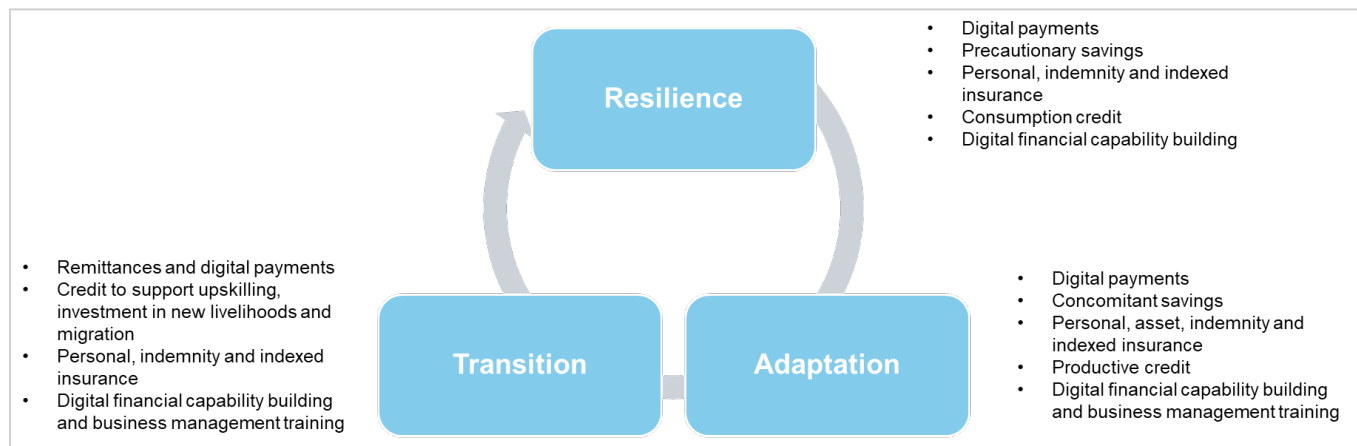 Resilience
• Digital payments
• Precautionary savings
• Personal, indemnity and indexed
insurance
• Consumption credit
• Digital financial capability building
• Remittances and digital payments
• Credit to support upskilling,
investment in new livelihoods and
migration
• Personal, indemnity and indexed
insurance
• Digital financial capability building
and business management training
Transition
Adaptation
• Digital payments
• Concomitant savings
• Personal, asset, indemnity and
indexed insurance
• Productive credit
• Digital financial capability building
and business management training